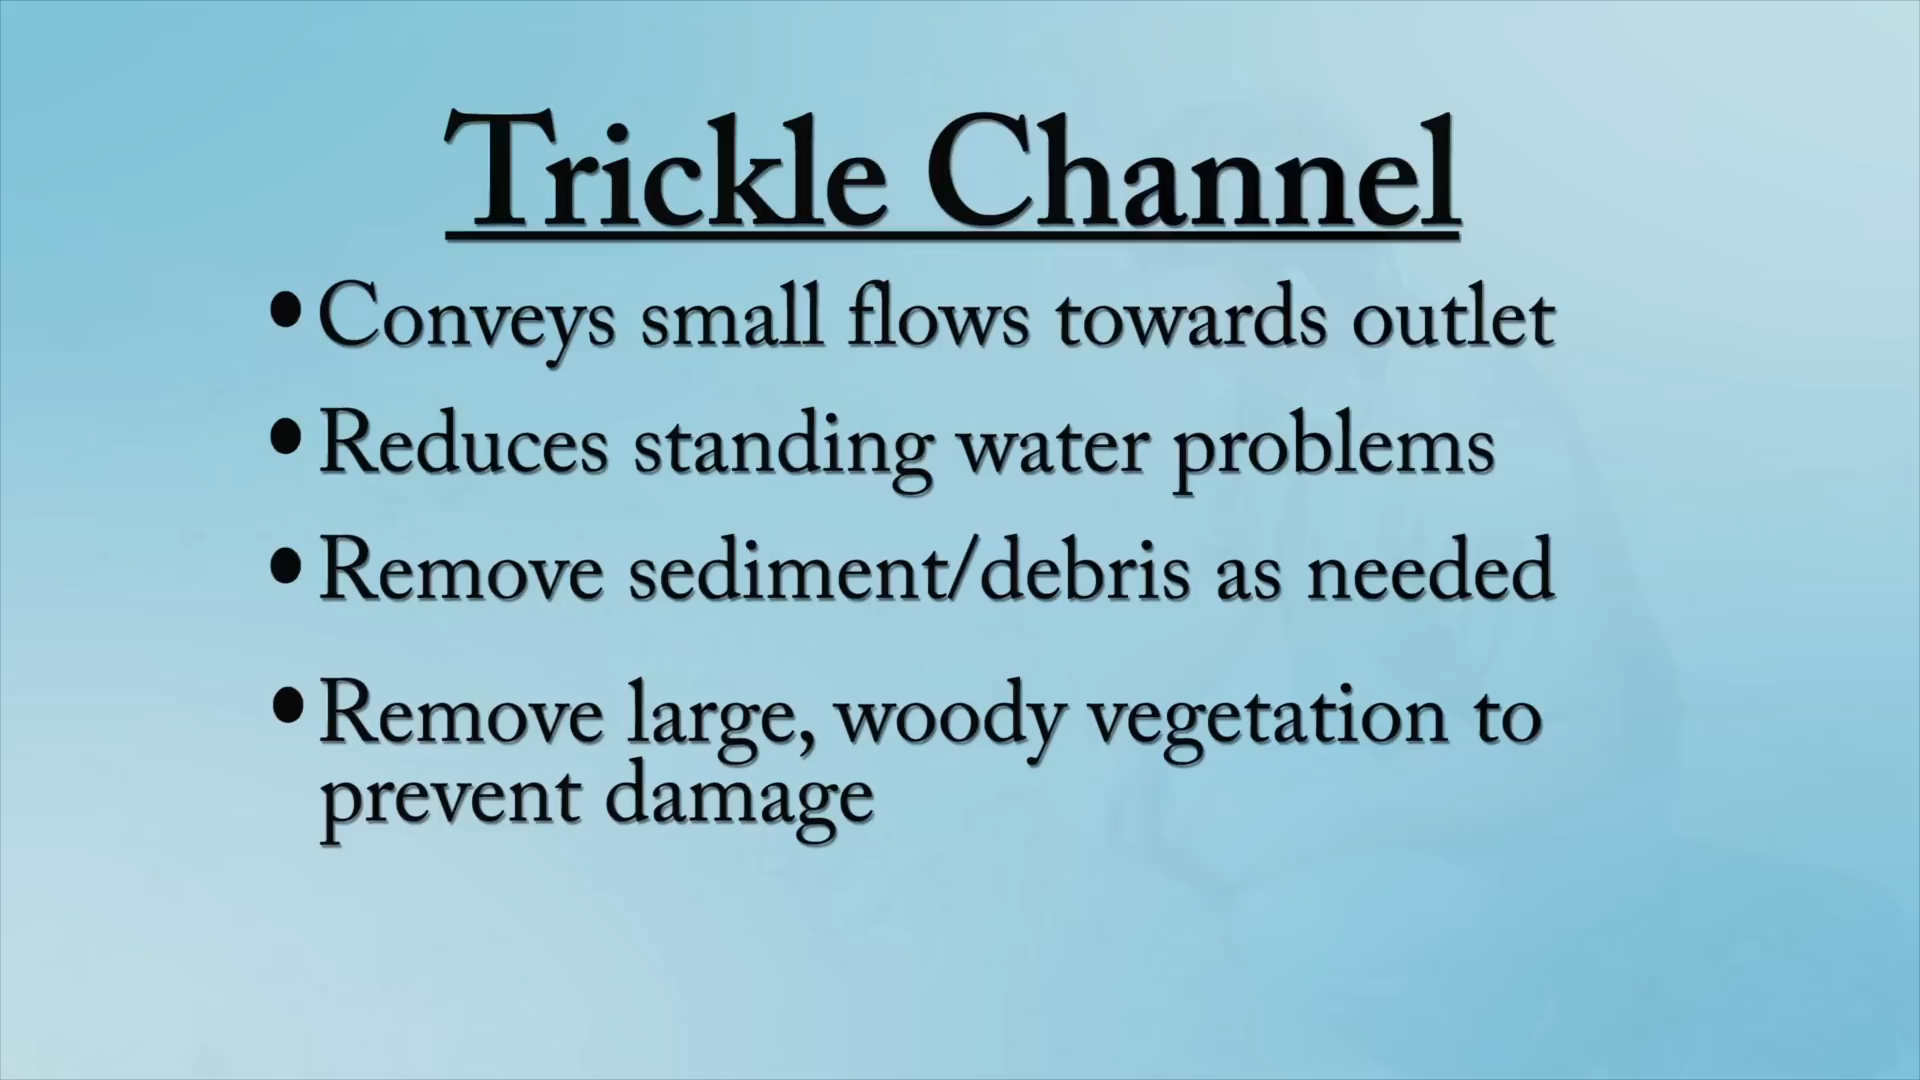 Trickle Channel
• Conveys small flows towards outlet
• Reduces standing water problems
• Remove sediment/debris as needed
• Remove large, woody vegetation to
prevent damage